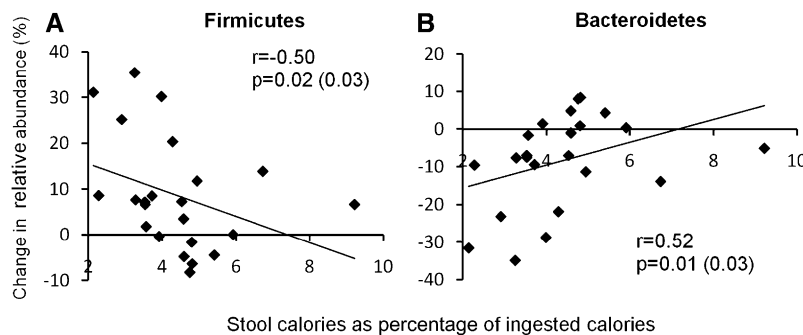 A
Firmicutes
Change in relative abundance (%)
40
30
20
10
0
-10
2
4
6
8
10
r=-0.50
p=0.02 (0.03)
B
Bacteroidetes
20
10
0
-10
-20
-30
-40
2
4
6
8
10
r=0.52
p=0.01 (0.03)
Stool calories as percentage of ingested calories